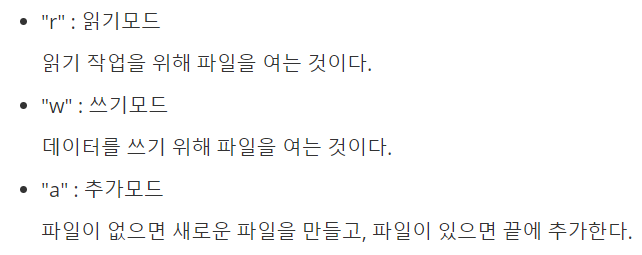 • "r" : 읽기모드
읽기 작업을 위해 파일을 여는 것이다.
• "w" : 쓰기모드
데이터를 쓰기 위해 파일을 여는 것이다.
• "a" : 추가모드
파일이 없으면 새로운 파일을 만들고, 파일이 있으면 끝에 추가한다.